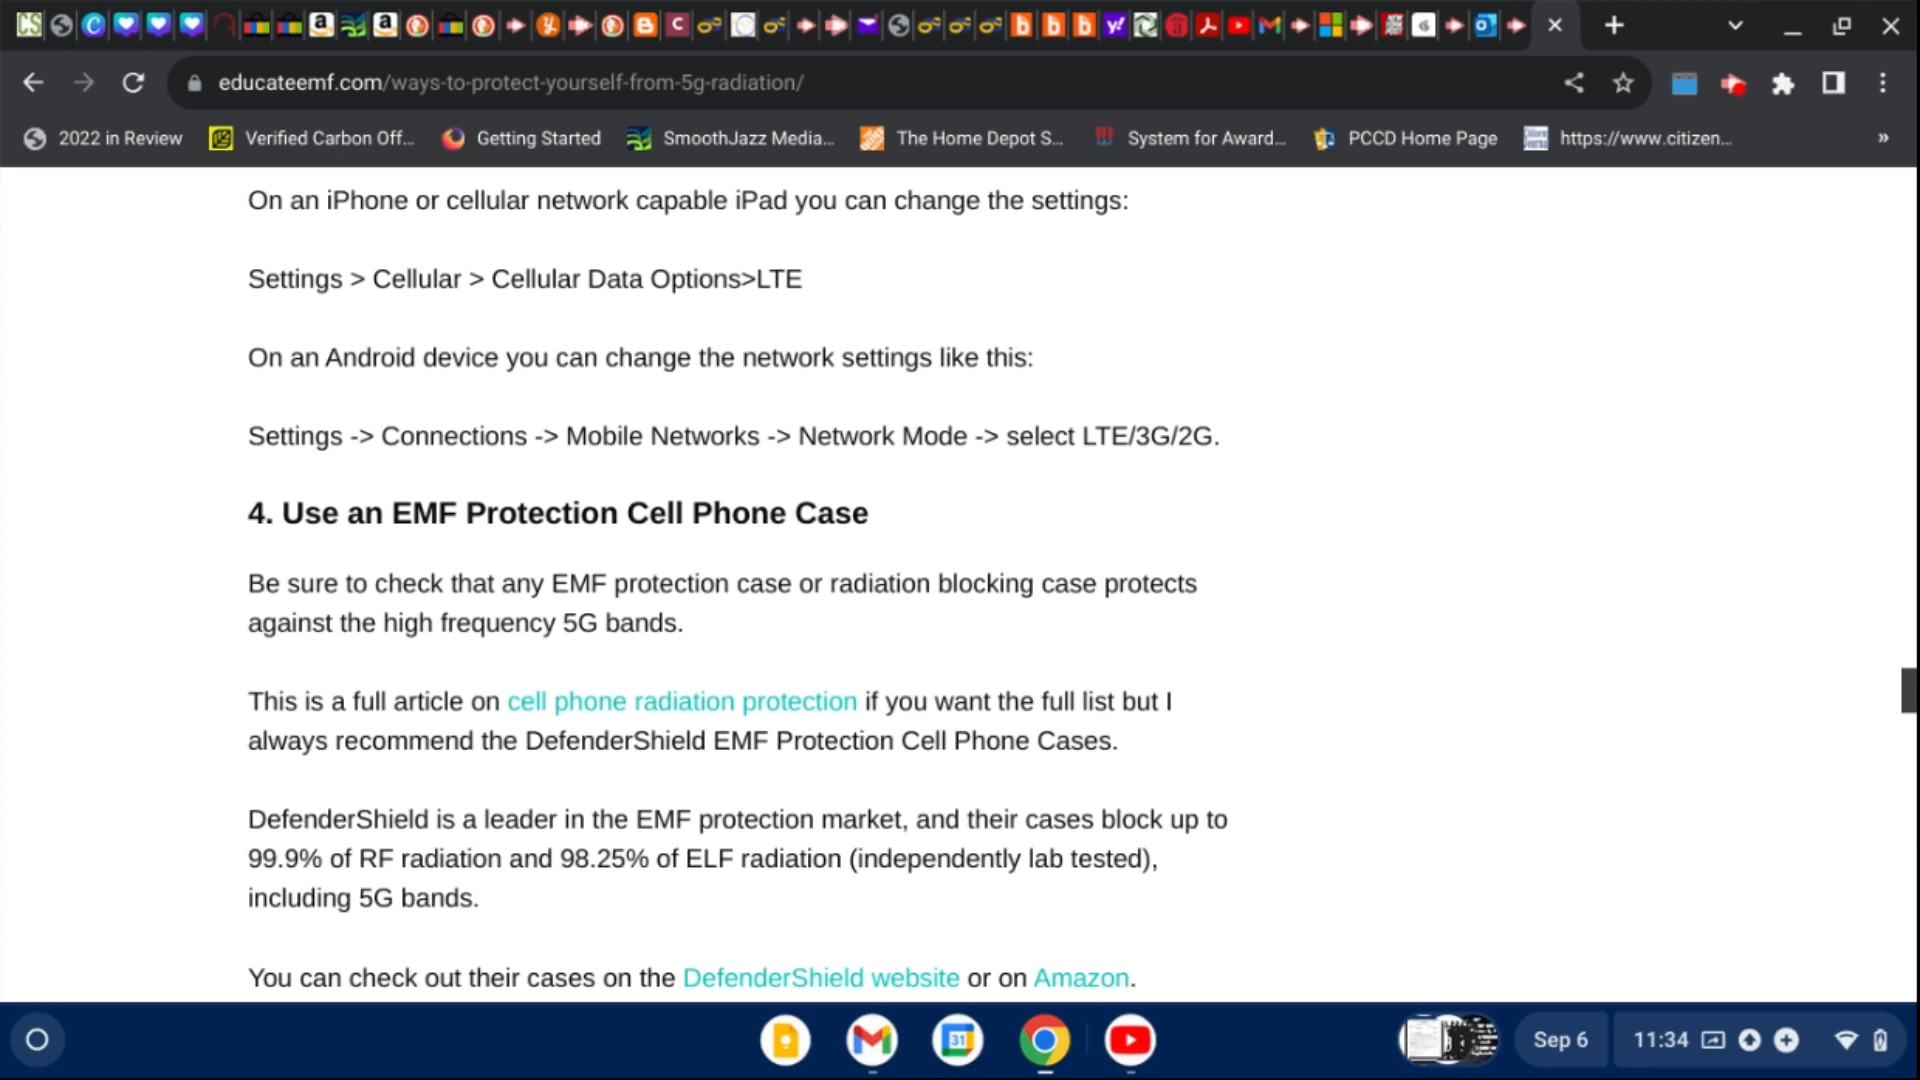 educateemf.com/ways-to-protect-yourself-from-5g-radiation/
2022 in Review
Verified Carbon Off...
Getting Started
SmoothJazz Media...
The Home Depot S...
System for Award...
PCCD Home Page
https://www.citizen...
»
On an iPhone or cellular network capable iPad you can change the settings:
Settings > Cellular > Cellular Data Options>LTE
On an Android device you can change the network settings like this:
Settings -> Connections -> Mobile Networks -> Network Mode -> select LTE/3G/2G.
4. Use an EMF Protection Cell Phone Case
Be sure to check that any EMF protection case or radiation blocking case protects
against the high frequency 5G bands.
This is a full article on cell phone radiation protection if you want the full list but I
always recommend the DefenderShield EMF Protection Cell Phone Cases.
DefenderShield is a leader in the EMF protection market, and their cases block up to
99.9% of RF radiation and 98.25% of ELF radiation (independently lab tested),
including 5G bands.
You can check out their cases on the DefenderShield website or on Amazon.
31
Sep 6
11:34